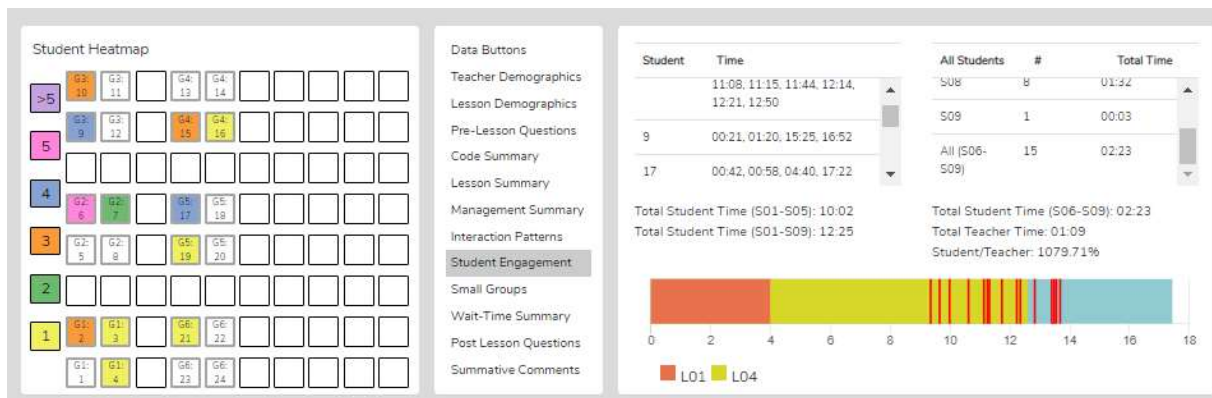 Student Heatmap
>5
5
4
3
2
1
G3: 10
G3: 11
G4: 13
G4: 14
G3: 9
G3: 12
G4: 15
G4: 16
G2: 6
G2: 7
G5: 17
G5: 18
G2: 5
G2: 8
G5: 19
G5: 20
G1: 2
G1: 3
G6: 21
G6: 22
G1: 1
G1: 4
G6: 23
G6: 24
Data Buttons
Teacher Demographics
Lesson Demographics
Pre-Lesson Questions
Code Summary
Lesson Summary
Management Summary
Interaction Patterns
Student Engagement
Small Groups
Wait-Time Summary
Post Lesson Questions
Summative Comments
Student Time
11:08, 11:15, 11:44, 12:14,
12:21, 12:50
9 00:21, 01:20, 15:25, 16:52
17 00:42, 00:58, 04:40, 17:22
All Students # Total Time
S08 8 01:32
S09 1 00:03
All (S06-
S09) 15 02:23
Total Student Time (S01-S05): 10:02
Total Student Time (S01-S09): 12:25
Total Student Time (S06-S09): 02:23
Total Teacher Time: 01:09
Student/Teacher: 1079.71%
0 2 4 6 8 10 12 14 16 18
L01 L04